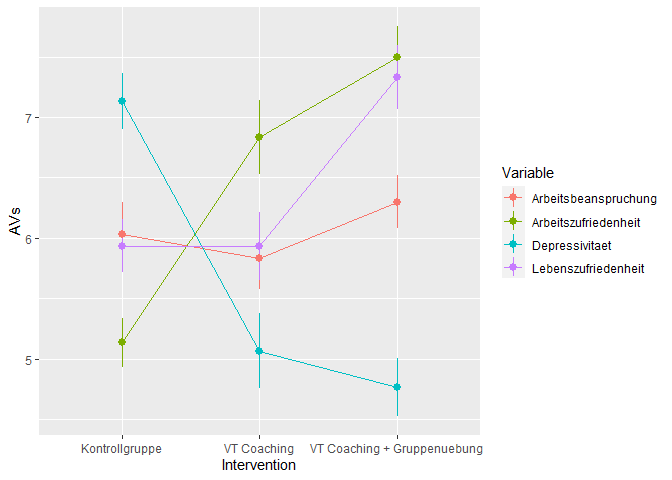 AVs
7
6
5
Kontrollgruppe
VT Coaching
VT Coaching + Gruppenuebung
Intervention
Variable
Arbeitsbeanspruchung
Arbeitszufriedenheit
Depressivitaet
Lebenszufriedenheit